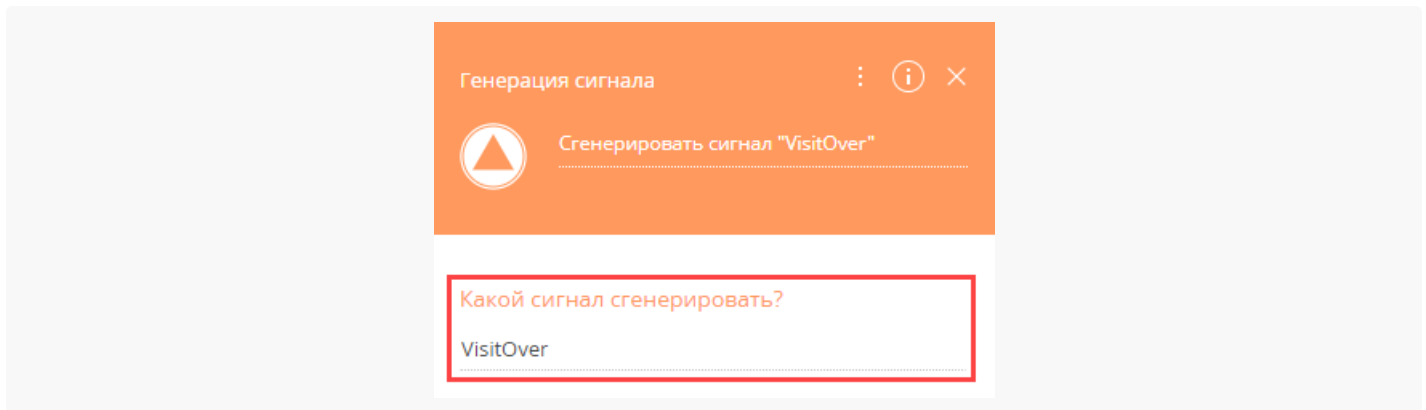 Генерация сигнала
Сгенерировать сигнал "VisitOver"
Какой сигнал сгенерировать?
VisitOver